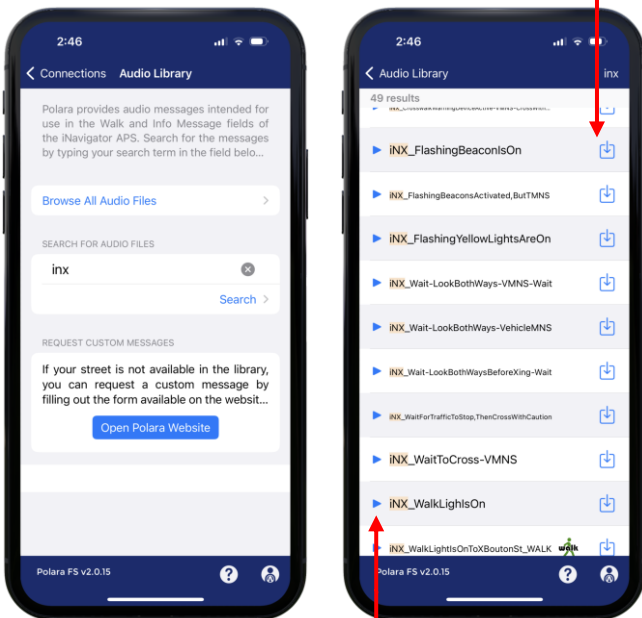 2:46
Connections Audio Library
Polara provides audio messages intended for
use in the Walk and Info Message fields of
the iNavigator APS. Search for the messages
by typing your search term in the field belo...
Browse All Audio Files
SEARCH FOR AUDIO FILES
inx
Search
REQUEST CUSTOM MESSAGES
If your street is not available in the library,
you can request a custom message by
filling out the form available on the websit...
Open Polara Website
Polara FS v2.0.15
?
2:46
Audio Library inx
49 results
iNX_FlashingBeaconIsOn
iNX_FlashingBeaconsActivated,ButTMNS
iNX_FlashingYellowLightsAreOn
iNX_Wait-LookBothWays-VMNS-Wait
iNX_Wait-LookBothWays-VehicleMNS
iNX_Wait-LookBothWaysBeforeXing-Wait
iNX_WaitForTrafficToStop,ThenCrossWithCaution
iNX_WaitToCross-VMNS
iNX_WalkLighIsOn
iNX_WalkLightIsOnToXBoutonSt_WALK walk
Polara FS v2.0.15
?